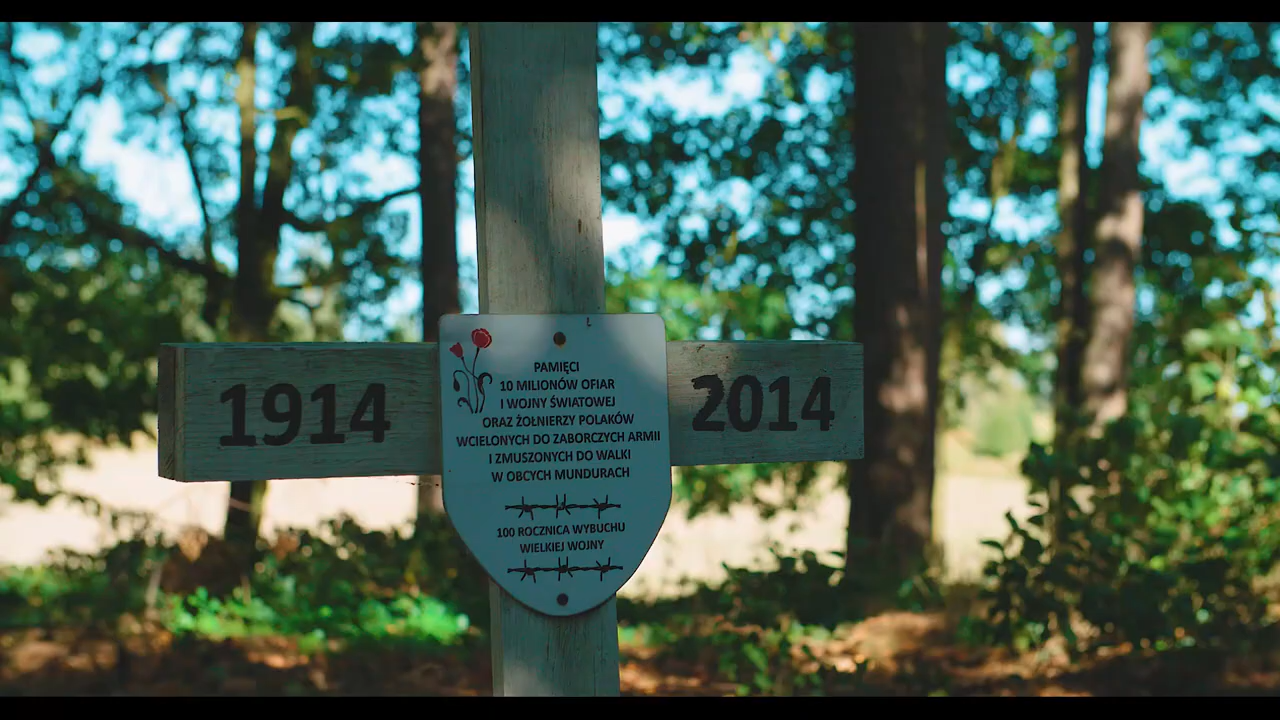 1914
2014
PAMIĘCI
10 MILIONÓW OFIAR
I WOJNY ŚWIATOWEJ
ORAZ ŻOŁNIERZY POLAKÓW
WCIELONYCH DO ZABORCZYCH ARMII
I ZMUSZONYCH DO WALKI
W OBCYCH MUNDURACH
100 ROCZNICA WYBUCHU
WIELKIEJ WOJNY